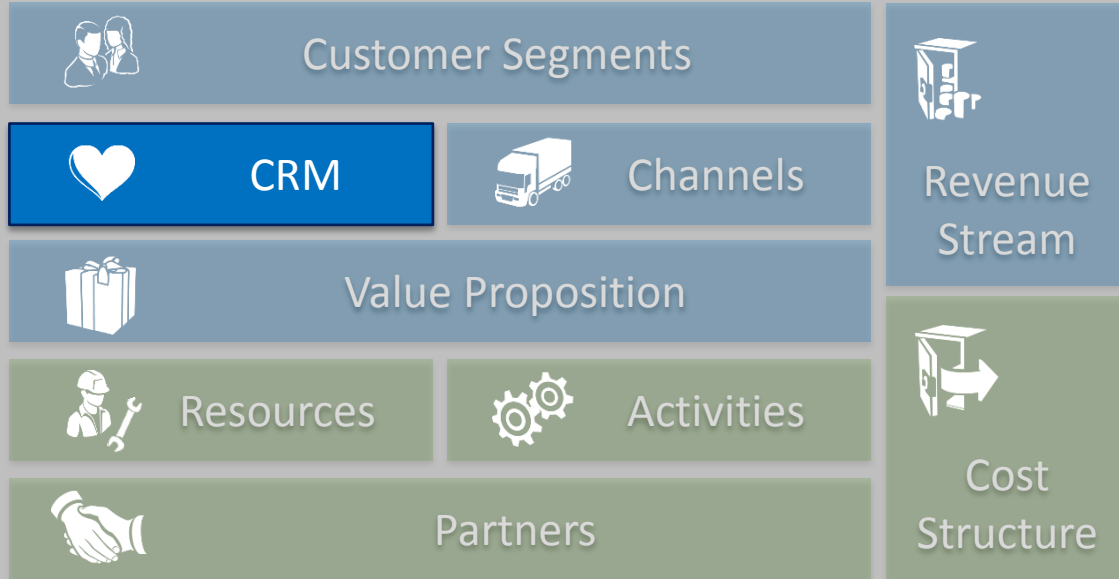 Customer Segments
CRM
Channels
Value Proposition
Resources
Activities
Partners
Revenue
Stream
Cost
Structure